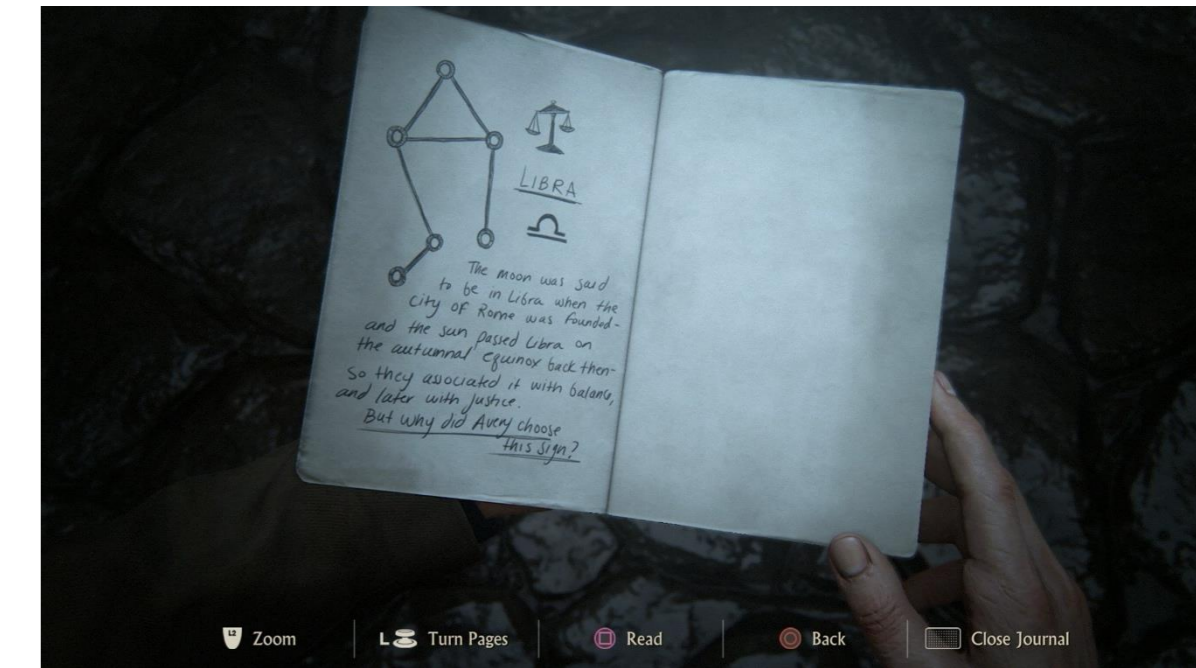 LIBRA
The moon was said
to be in Libra when the
City of Rome was founded-
and the sun passed Libra on
the autumnal equinox back then-
So they associated it with balance,
and later with justice.
But why did Avery choose
this sign?
L2 Zoom
L Turn Pages
Read
Back
Close Journal